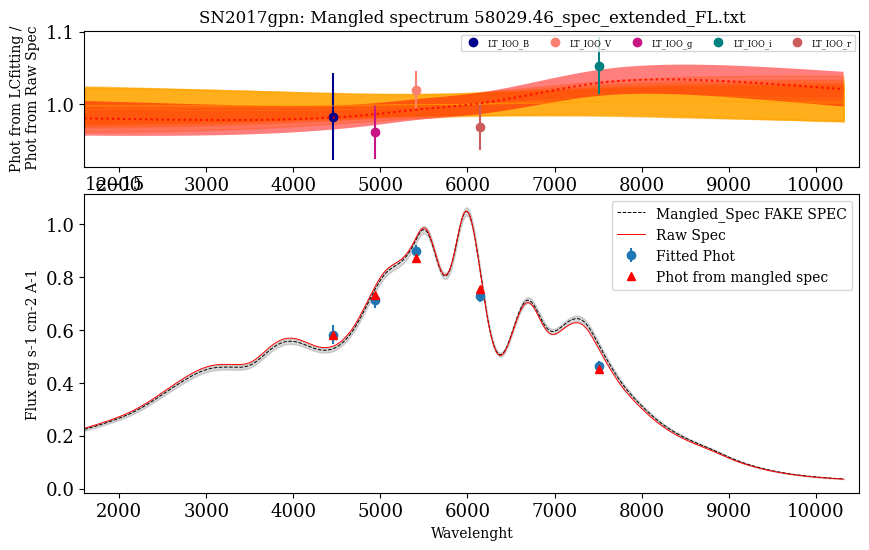 SN2017gpn: Mangled spectrum 58029.46_spec_extended_FL.txt
Phot from LCfitting /
Phot from Raw Spec
1.1
1.0
LT_IOO_B
LT_IOO_V
LT_IOO_g
LT_IOO_i
LT_IOO_r
2000 3000 4000 5000 6000 7000 8000 9000 10000
1e−15
Flux erg s-1 cm-2 A-1
1.0
0.8
0.6
0.4
0.2
0.0
Mangled_Spec FAKE SPEC
Raw Spec
Fitted Phot
Phot from mangled spec
2000 3000 4000 5000 6000 7000 8000 9000 10000
Wavelenght